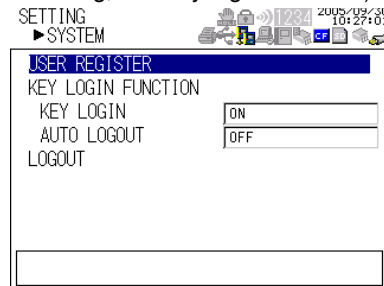 SETTING
2005/09/30
►SYSTEM
1234
10:27:0
USER REGISTER
KEY LOGIN FUNCTION
KEY LOGIN ON
AUTO LOGOUT OFF
LOGOUT
CF